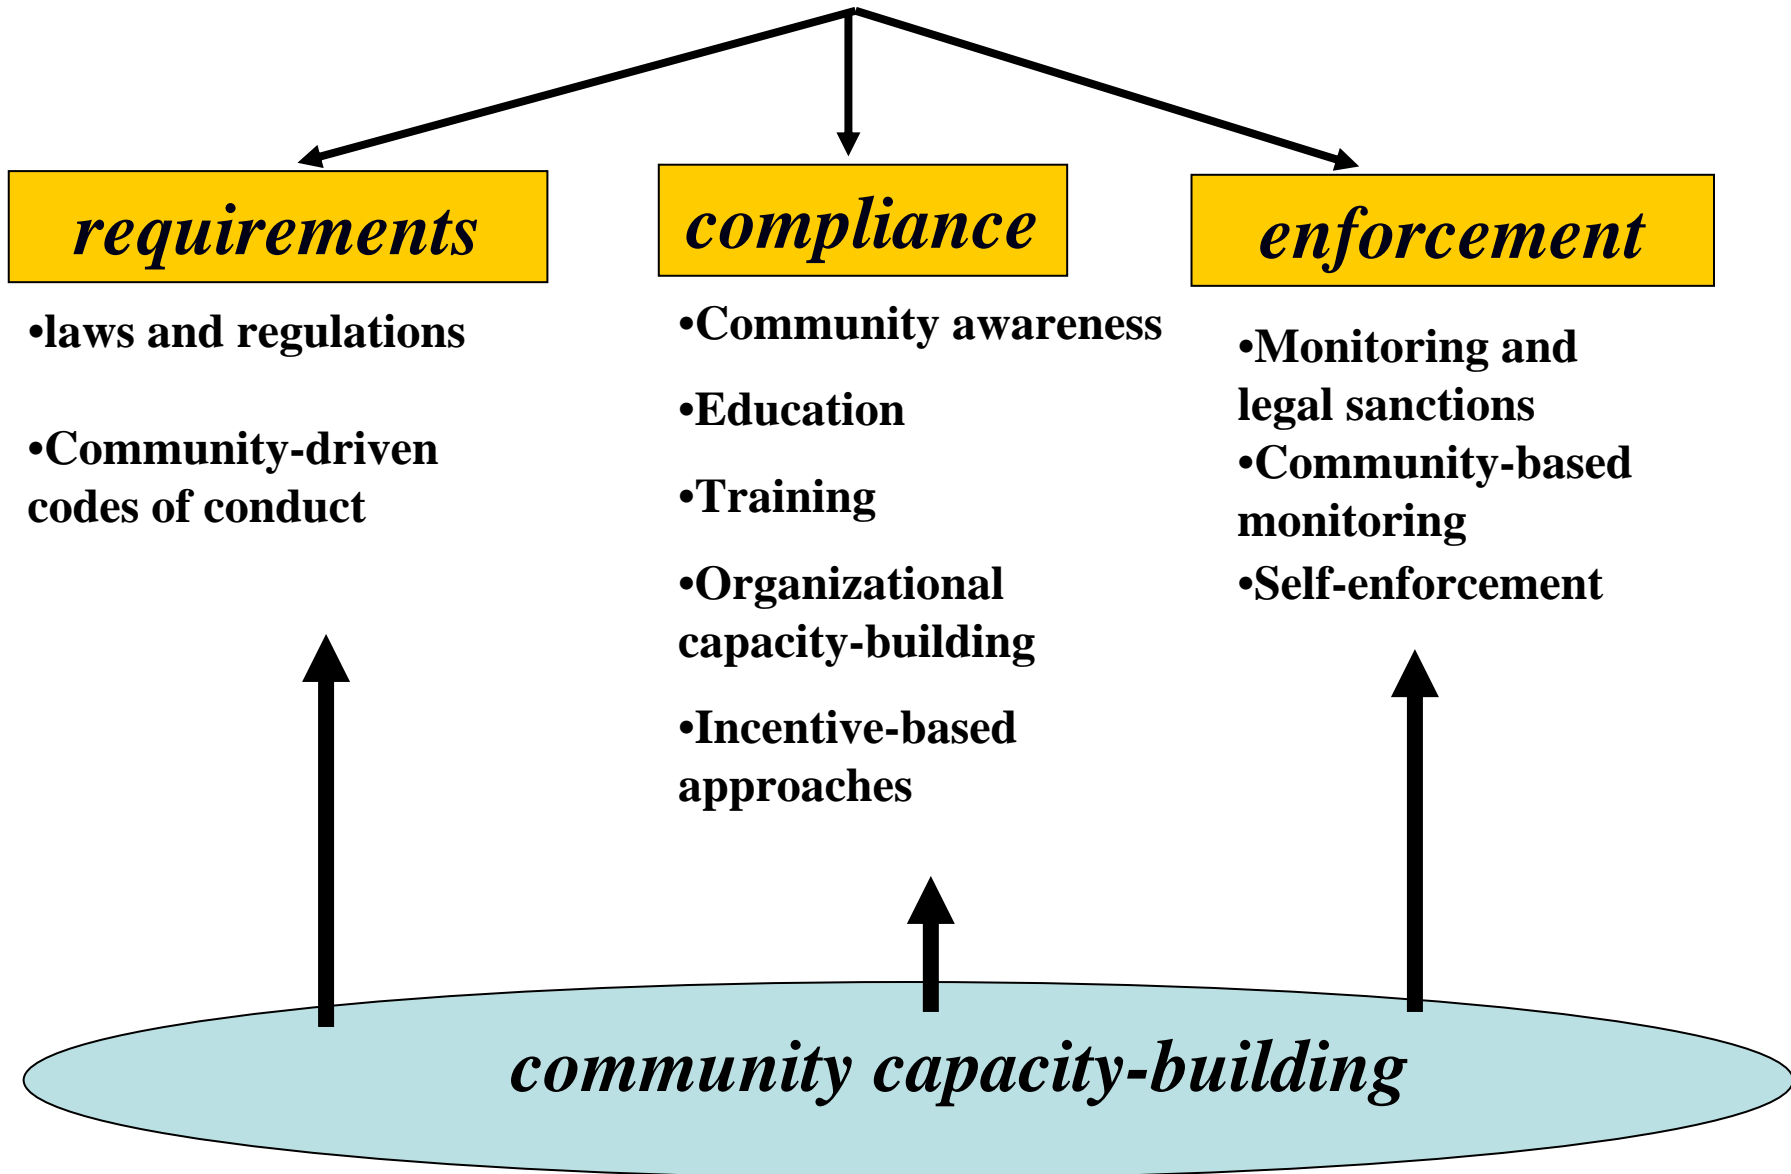 requirements
•laws and regulations
•Community-driven
codes of conduct
compliance
•Community awareness
•Education
•Training
•Organizational
capacity-building
•Incentive-based
approaches
enforcement
•Monitoring and
legal sanctions
•Community-based
monitoring
•Self-enforcement
community capacity-building